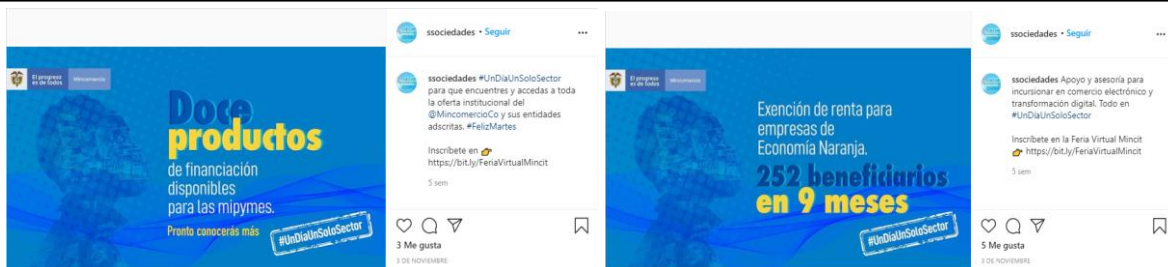 El progreso
es de todos
Mincomercio
Doce
productos
de financiación
disponibles
para las mipymes.
Pronto conocerás más
#UnDíaUnSoloSector
ssociedades • Seguir
ssociedades #UnDíaUnSoloSector
para que encuentres y accedas a toda
la oferta institucional del
@MincomercioCo y sus entidades
adscritas. #FelizMartes
Inscríbete en 👉
https://bit.ly/FeriaVirtualMincit
5 sem
3 Me gusta
3 DE NOVIEMBRE
El progreso
es de todos
Mincomercio
Exención de renta para
empresas de
Economía Naranja.
252 beneficiarios
en 9 meses
#UnDíaUnSoloSector
ssociedades • Seguir
ssociedades Apoyo y asesoría para
incursionar en comercio electrónico y
transformación digital. Todo en
#UnDíaUnSoloSector
Inscríbete en la Feria Virtual Mincit
👉 https://bit.ly/FeriaVirtualMincit
5 sem
5 Me gusta
3 DE NOVIEMBRE